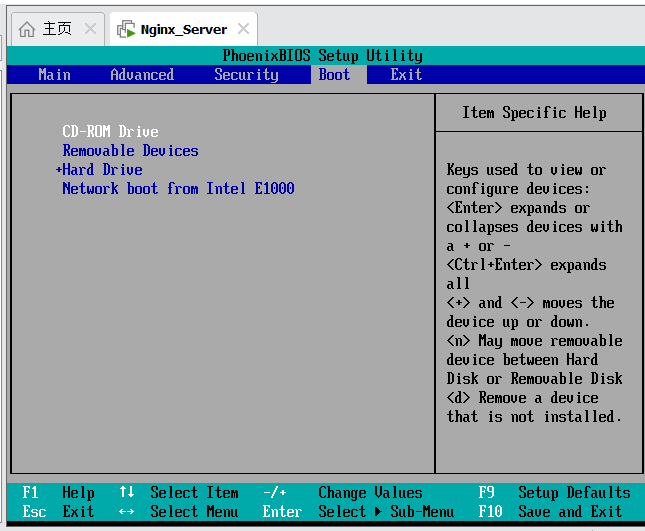 主页
Nginx_Server
PhoenixBIOS Setup Utility
Main Advanced Security Boot Exit
CD-ROM Drive
Removable Devices
+Hard Drive
Network boot from Intel E1000
Item Specific Help
Keys used to view or
configure devices:
<Enter> expands or
collapses devices with
a + or -
<Ctrl+Enter> expands
all
<+> and <-> moves the
device up or down.
<n> May move removable
device between Hard
Disk or Removable Disk
<d> Remove a device
that is not installed.
F1 Help ↑↓ Select Item -/+ Change Values F9 Setup Defaults
Esc Exit ↔ Select Menu Enter Select ▶ Sub-Menu F10 Save and Exit